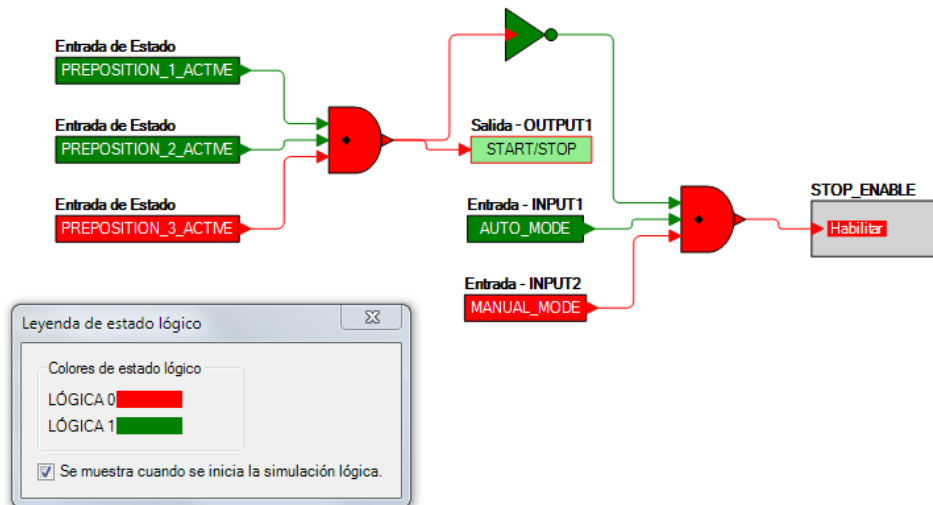 Entrada de Estado
PREPOSITION_1_ACTIVE
Entrada de Estado
PREPOSITION_2_ACTIVE
Entrada de Estado
PREPOSITION_3_ACTIVE
Salida - OUTPUT1
START/STOP
Entrada - INPUT1
AUTO_MODE
Entrada - INPUT2
MANUAL_MODE
STOP_ENABLE
Habilitar
Leyenda de estado lógico
Colores de estado lógico
LÓGICA 0
LÓGICA 1
Se muestra cuando se inicia la simulación lógica.